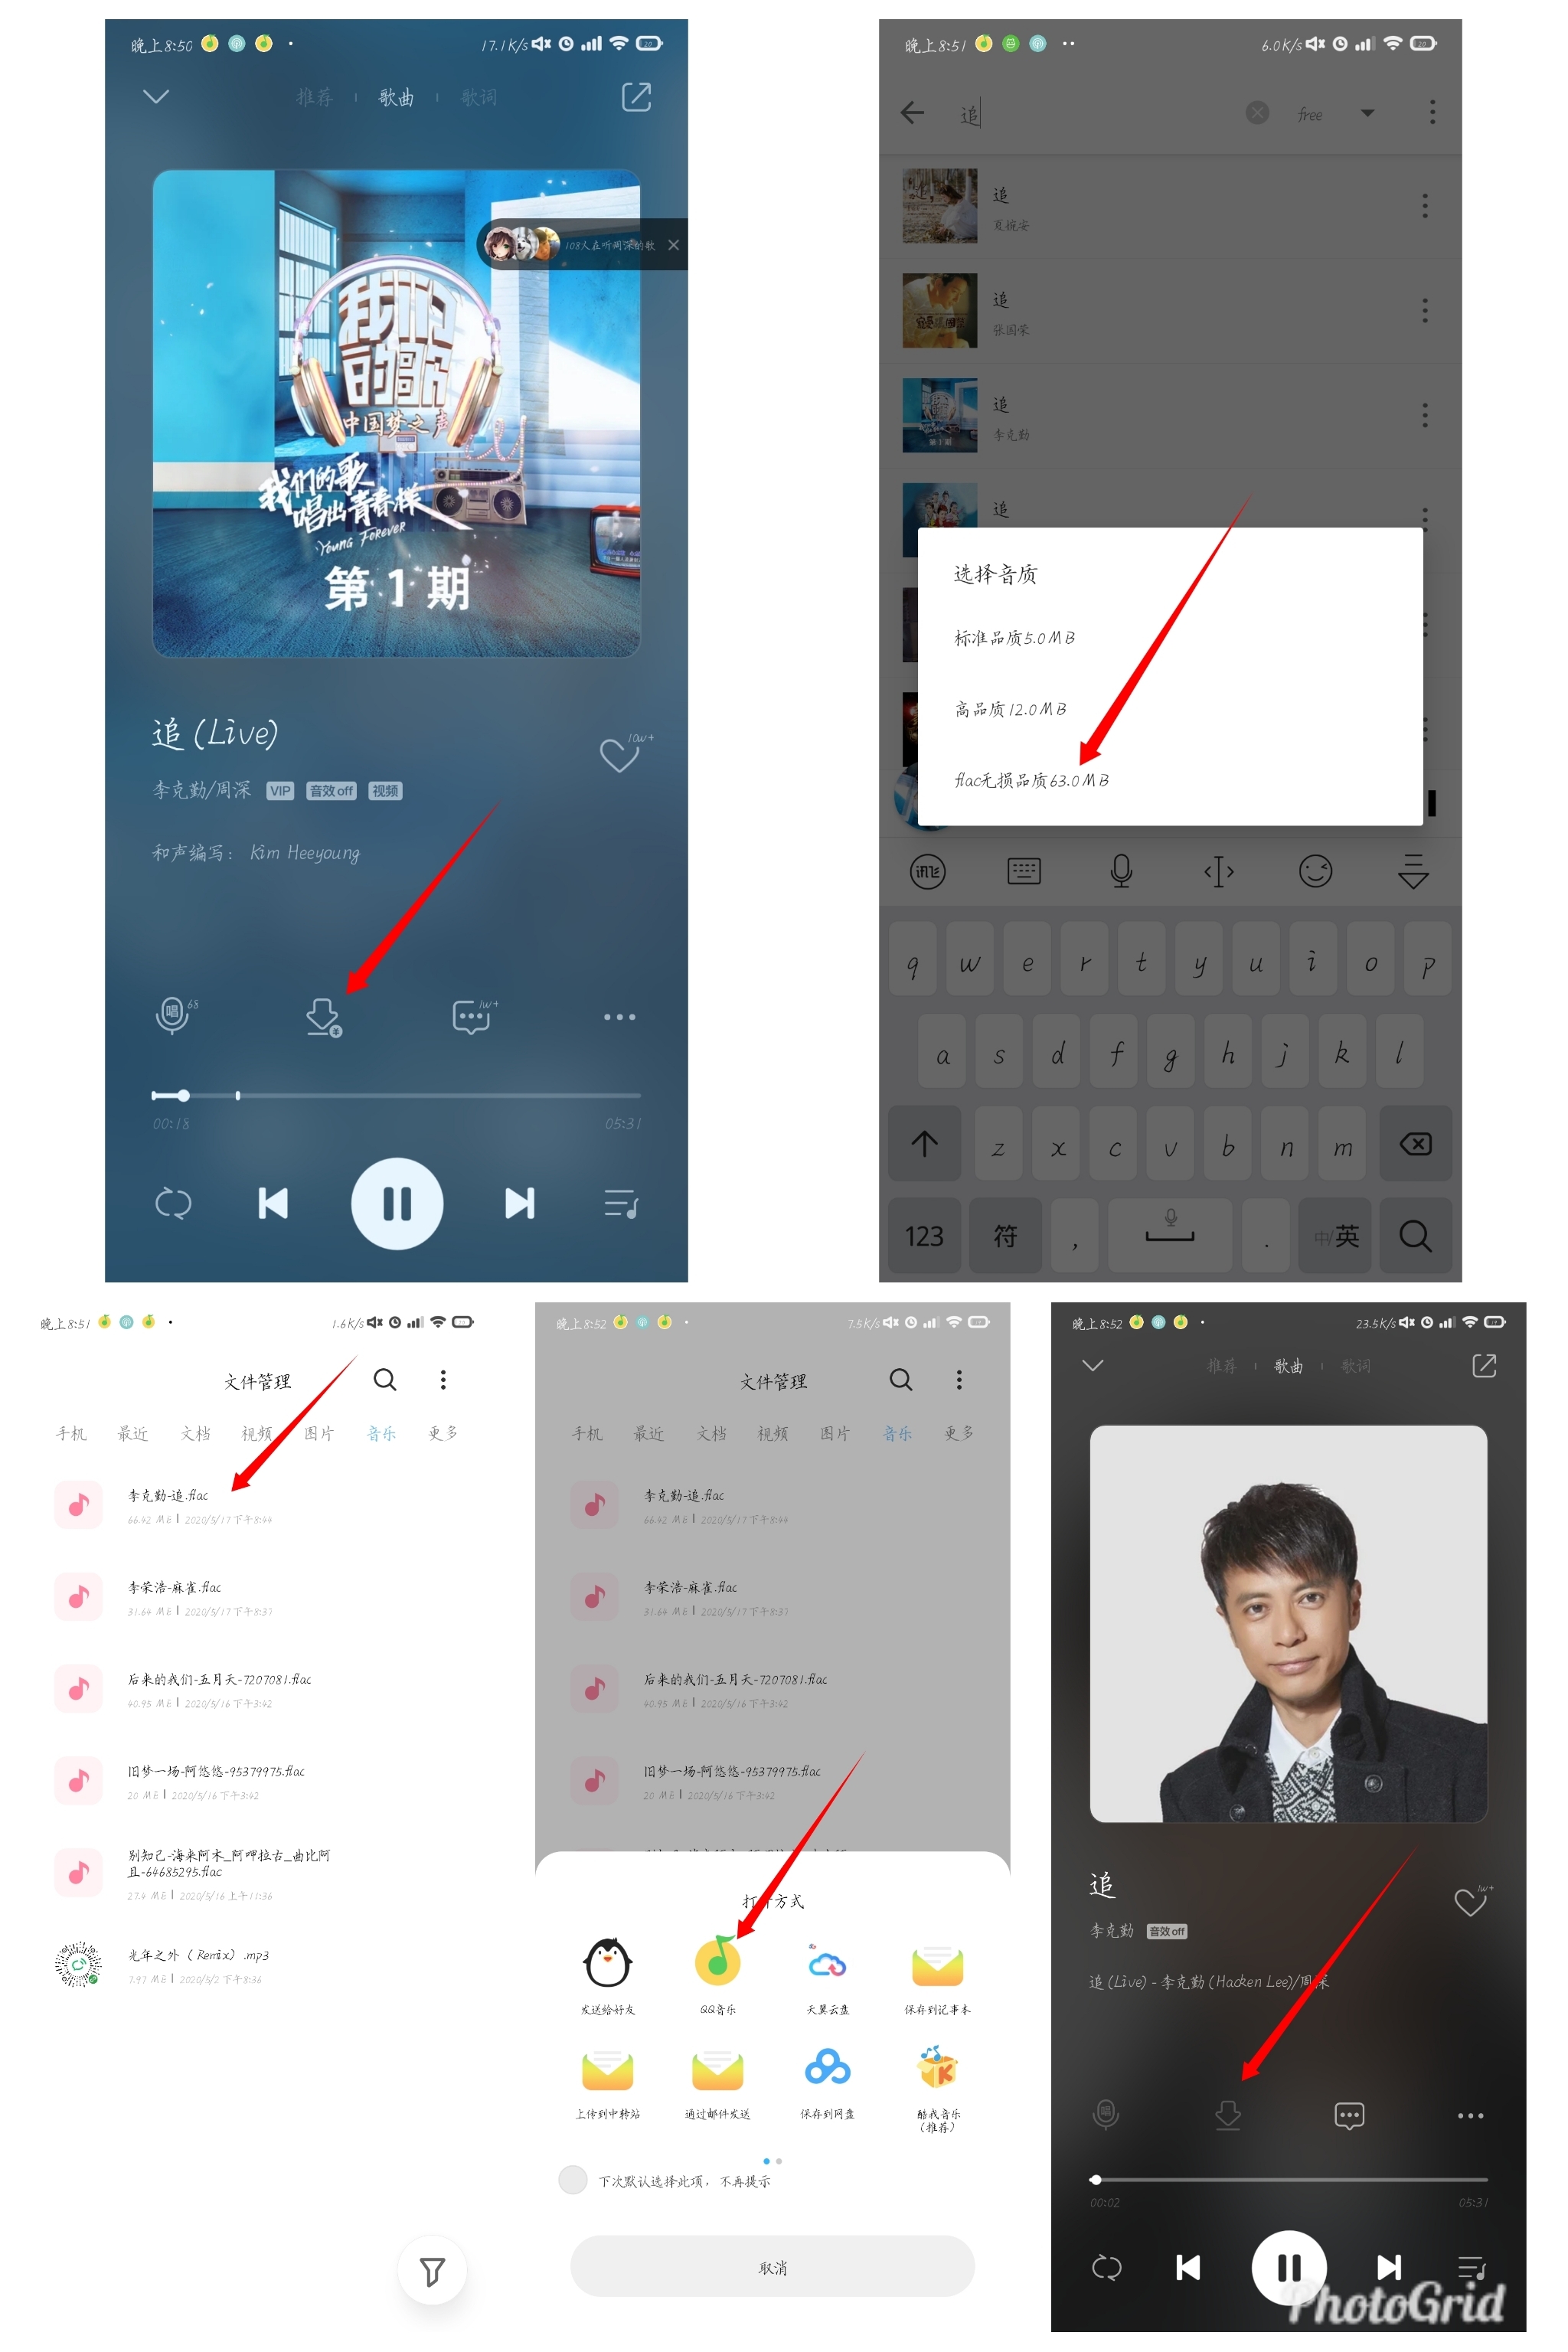 晚上8:50
17.1K/s
20
推荐
歌曲
歌词
108人在听周深的歌
我们的歌
中国梦之声
我们的歌
唱出青春样
Young Forever
第1期
追 (Live)
10w+
李克勤/周深 VIP 音效off 视频
和声编写： Kim Heeyoung
唱 68
1w+
00:18
05:31
晚上8:51
6.0K/s
20
追
free
追
夏婉安
追
张国荣
追
李克勤
追
选择音质
标准品质5.0MB
高品质12.0MB
flac无损品质63.0MB
q w e r t y u i o p
a s d f g h j k l
z x c v b n m
123 符 , . 中/英
晚上8:51
1.6K/s
文件管理
手机 最近 文档 视频 图片 音乐 更多
李克勤-追.flac
66.42 MB | 2020/5/17 下午8:44
李荣浩-麻雀.flac
31.64 MB | 2020/5/17 下午8:37
后来的我们-五月天-7207081.flac
40.95 MB | 2020/5/16 下午3:42
旧梦一场-阿悠悠-95379975.flac
20 MB | 2020/5/16 下午3:42
别知己-海来阿木_阿呷拉古_曲比阿
且-64685295.flac
27.4 MB | 2020/5/16 上午11:36
光年之外（Remix）.mp3
7.97 MB | 2020/5/2 下午8:36
晚上8:52
7.5K/s
文件管理
手机 最近 文档 视频 图片 音乐 更多
李克勤-追.flac
66.42 MB | 2020/5/17 下午8:44
李荣浩-麻雀.flac
31.64 MB | 2020/5/17 下午8:37
后来的我们-五月天-7207081.flac
40.95 MB | 2020/5/16 下午3:42
旧梦一场-阿悠悠-95379975.flac
20 MB | 2020/5/16 下午3:42
打开方式
发送给好友 QQ音乐 天翼云盘 保存到记事本
上传到中转站 通过邮件发送 保存到网盘 酷我音乐
（推荐）
下次默认选择此项，不再提示
取消
晚上8:52
23.5K/s
19
推荐
歌曲
歌词
追
1w+
李克勤 音效off
追 (Live) - 李克勤 (Hacken Lee)/周深
唱
00:02
05:31
PhotoGrid